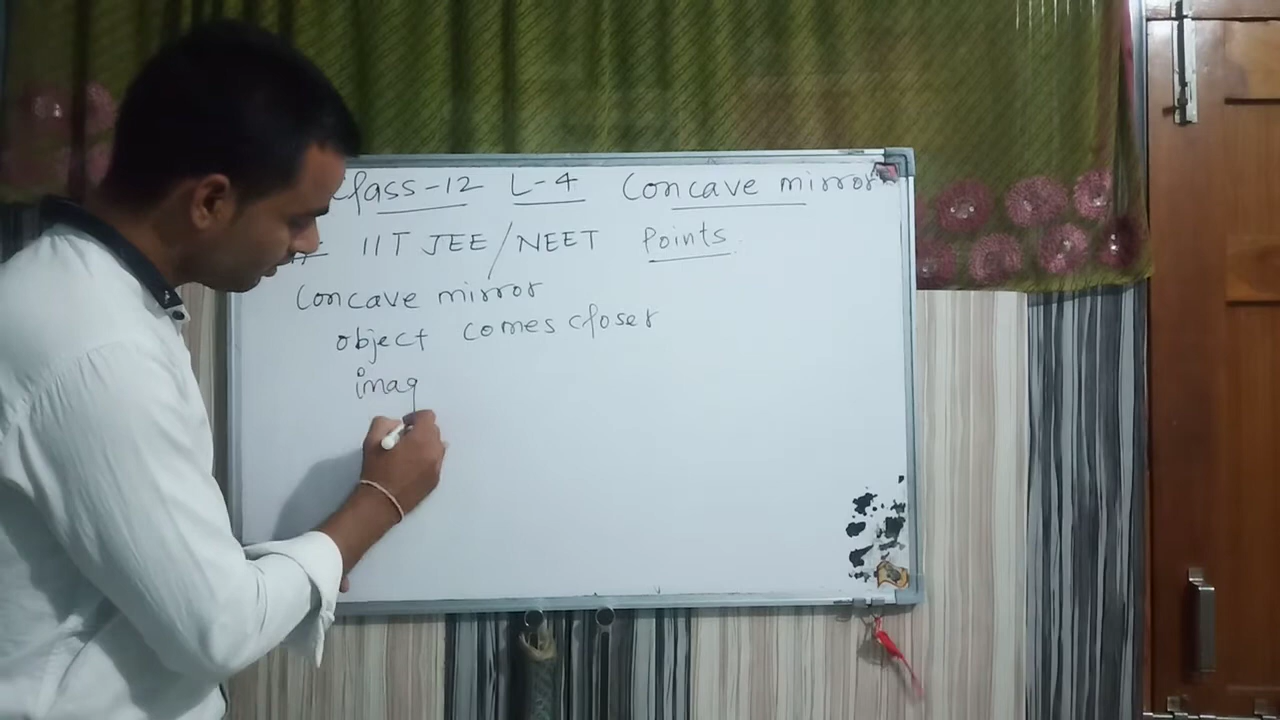 Class-12 L-4 Concave mirror
# IIT JEE/NEET Points
Concave mirror
object comes closer
imag